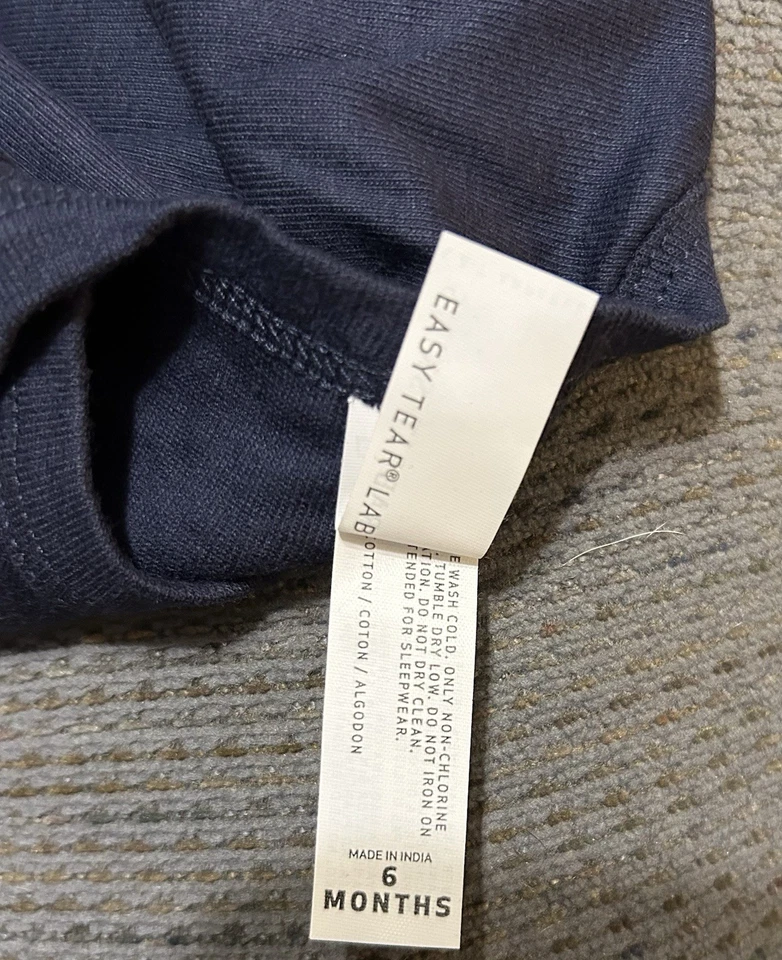 EASY TEAR® LAB
E WASH COLD, ONLY NON-CHLORINE
TUMBLE DRY LOW. DO NOT IRON ON
TION. DO NOT DRY CLEAN.
TENDED FOR SLEEPWEAR.
OTTON / COTON / ALGODON
MADE IN INDIA
6
MONTHS